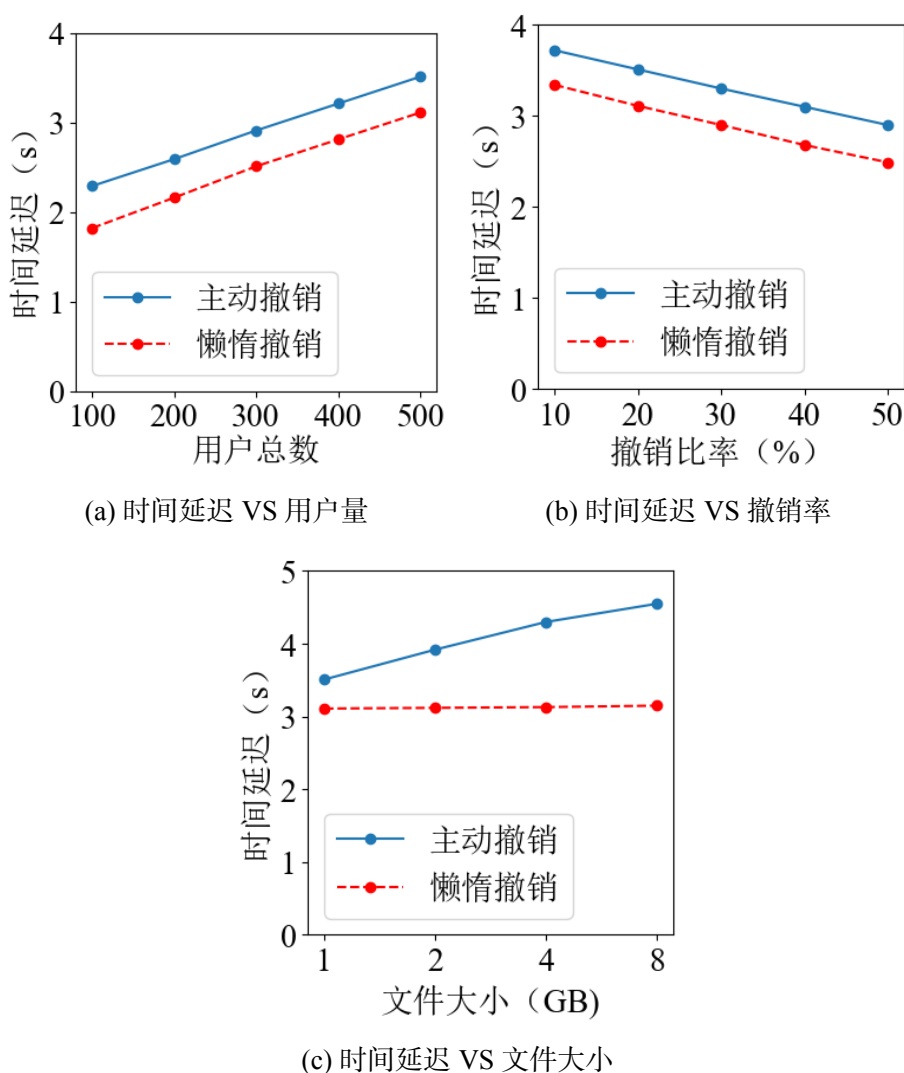 4
3
2
1
0
时间延迟（s）
主动撤销
懒惰撤销
100 200 300 400 500
用户总数
(a) 时间延迟 VS 用户量
4
3
2
1
0
时间延迟（s）
主动撤销
懒惰撤销
10 20 30 40 50
撤销比率（%）
(b) 时间延迟 VS 撤销率
5
4
3
2
1
0
时间延迟（s）
主动撤销
懒惰撤销
1 2 4 8
文件大小（GB)
(c) 时间延迟 VS 文件大小